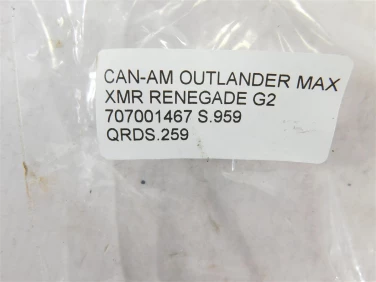 CAN-AM OUTLANDER MAX
XMR RENEGADE G2
707001467 S.959
QRDS.259